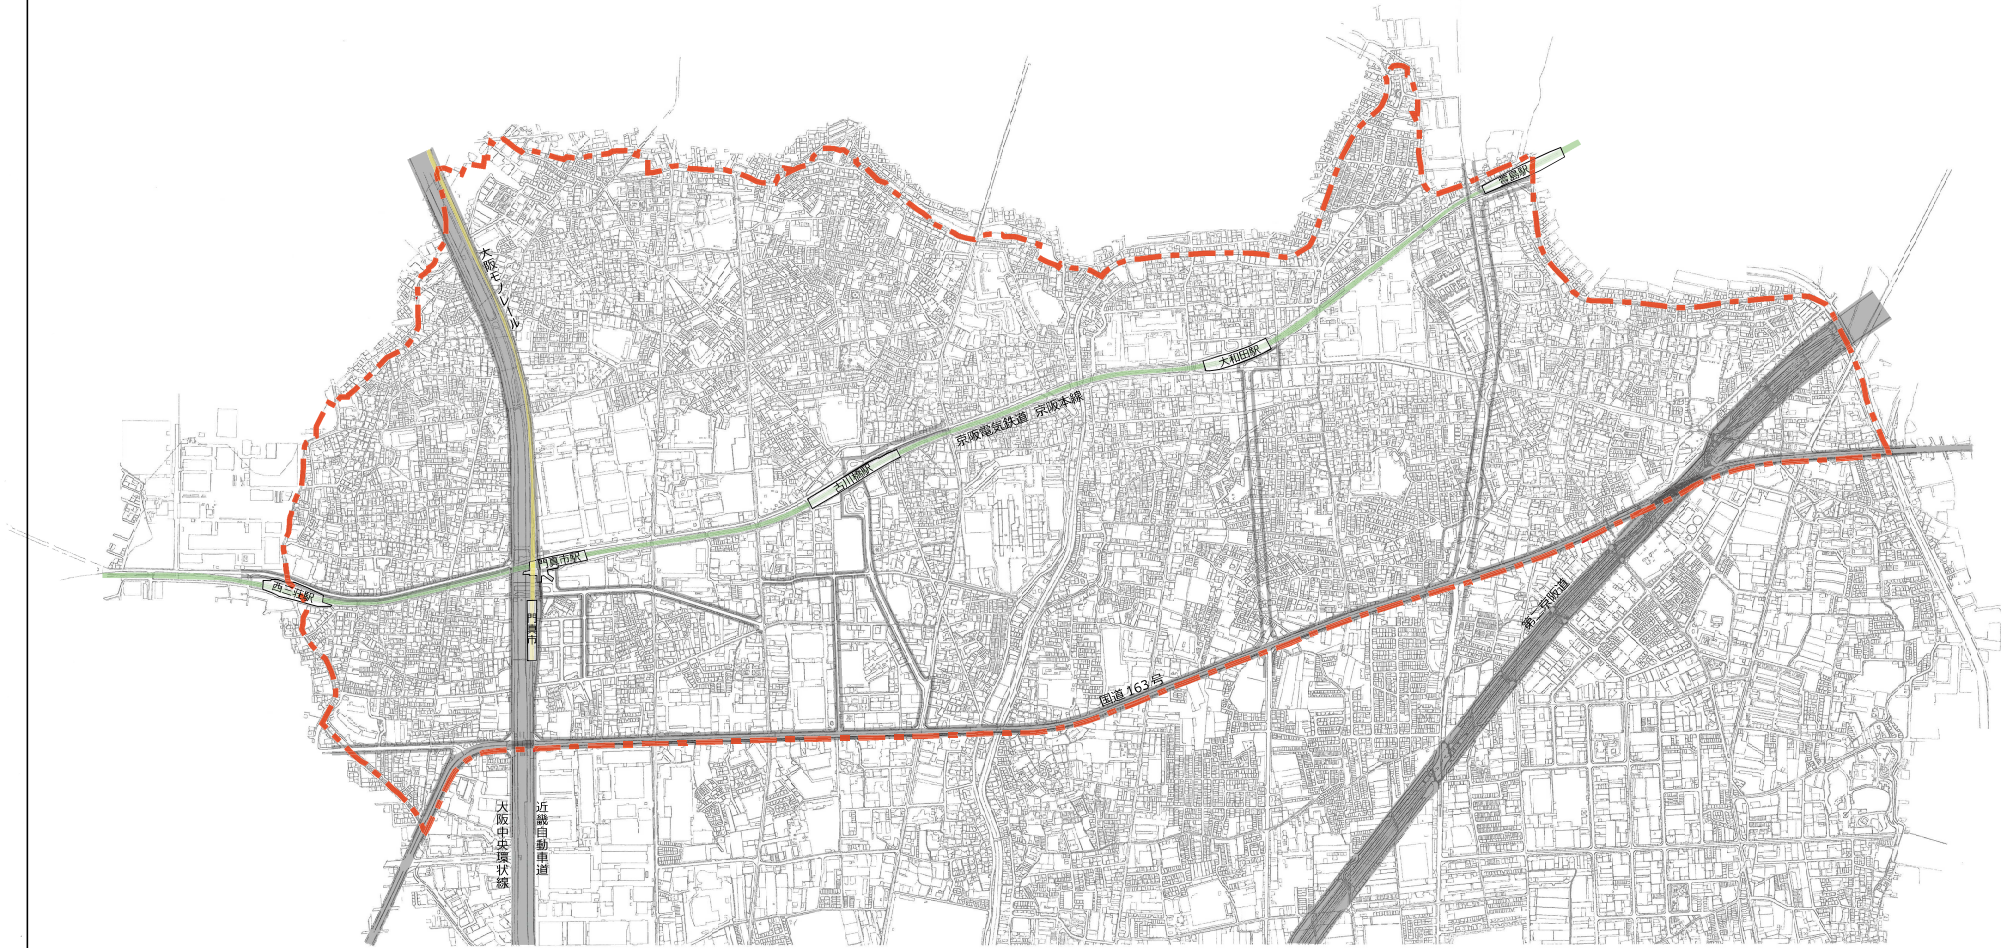 萱島駅
大阪モノレール
大和田駅
京阪電気鉄道 京阪本線
古川橋駅
門真市駅
西三荘駅
門真市
第二京阪道
国道163号
大阪中央環状線
近畿自動車道